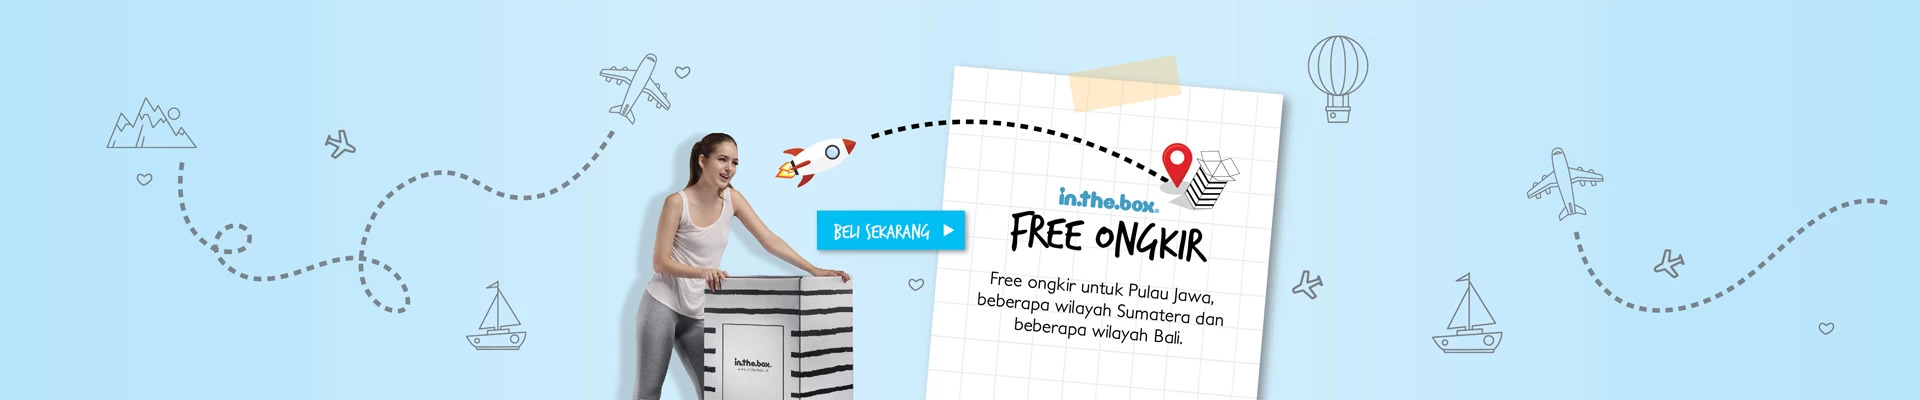 BELI SEKARANG
in.the.box.
in.the.box.
FREE ONGKIR
Free ongkir untuk Pulau Jawa,
beberapa wilayah Sumatera dan
beberapa wilayah Bali.